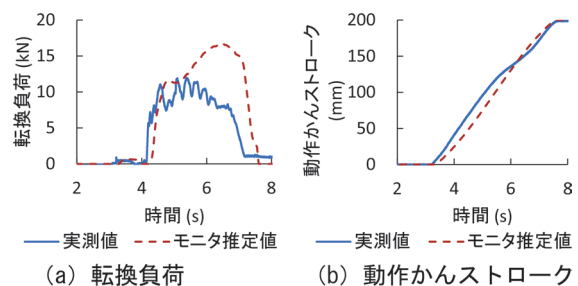 転換負荷 (kN)
20
15
10
5
0
2 4 6 8
時間 (s)
実測値 モニタ推定値
(a) 転換負荷
動作かんストローク
(mm)
200
150
100
50
0
2 4 6 8
時間 (s)
実測値 モニタ推定値
(b) 動作かんストローク